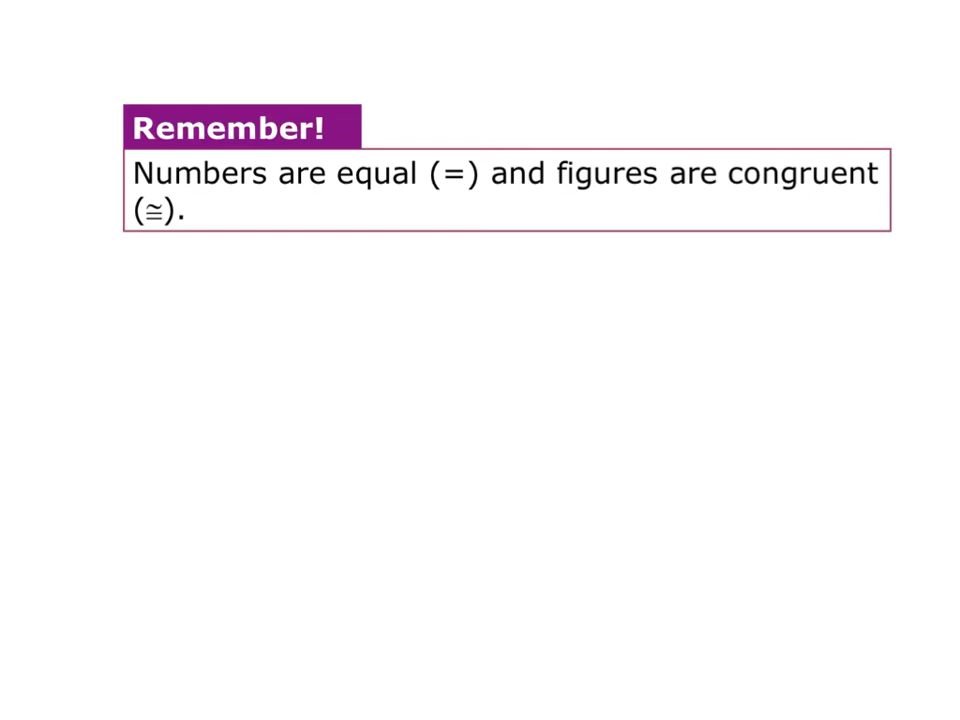 Remember!
Numbers are equal (=) and figures are congruent
(≅).